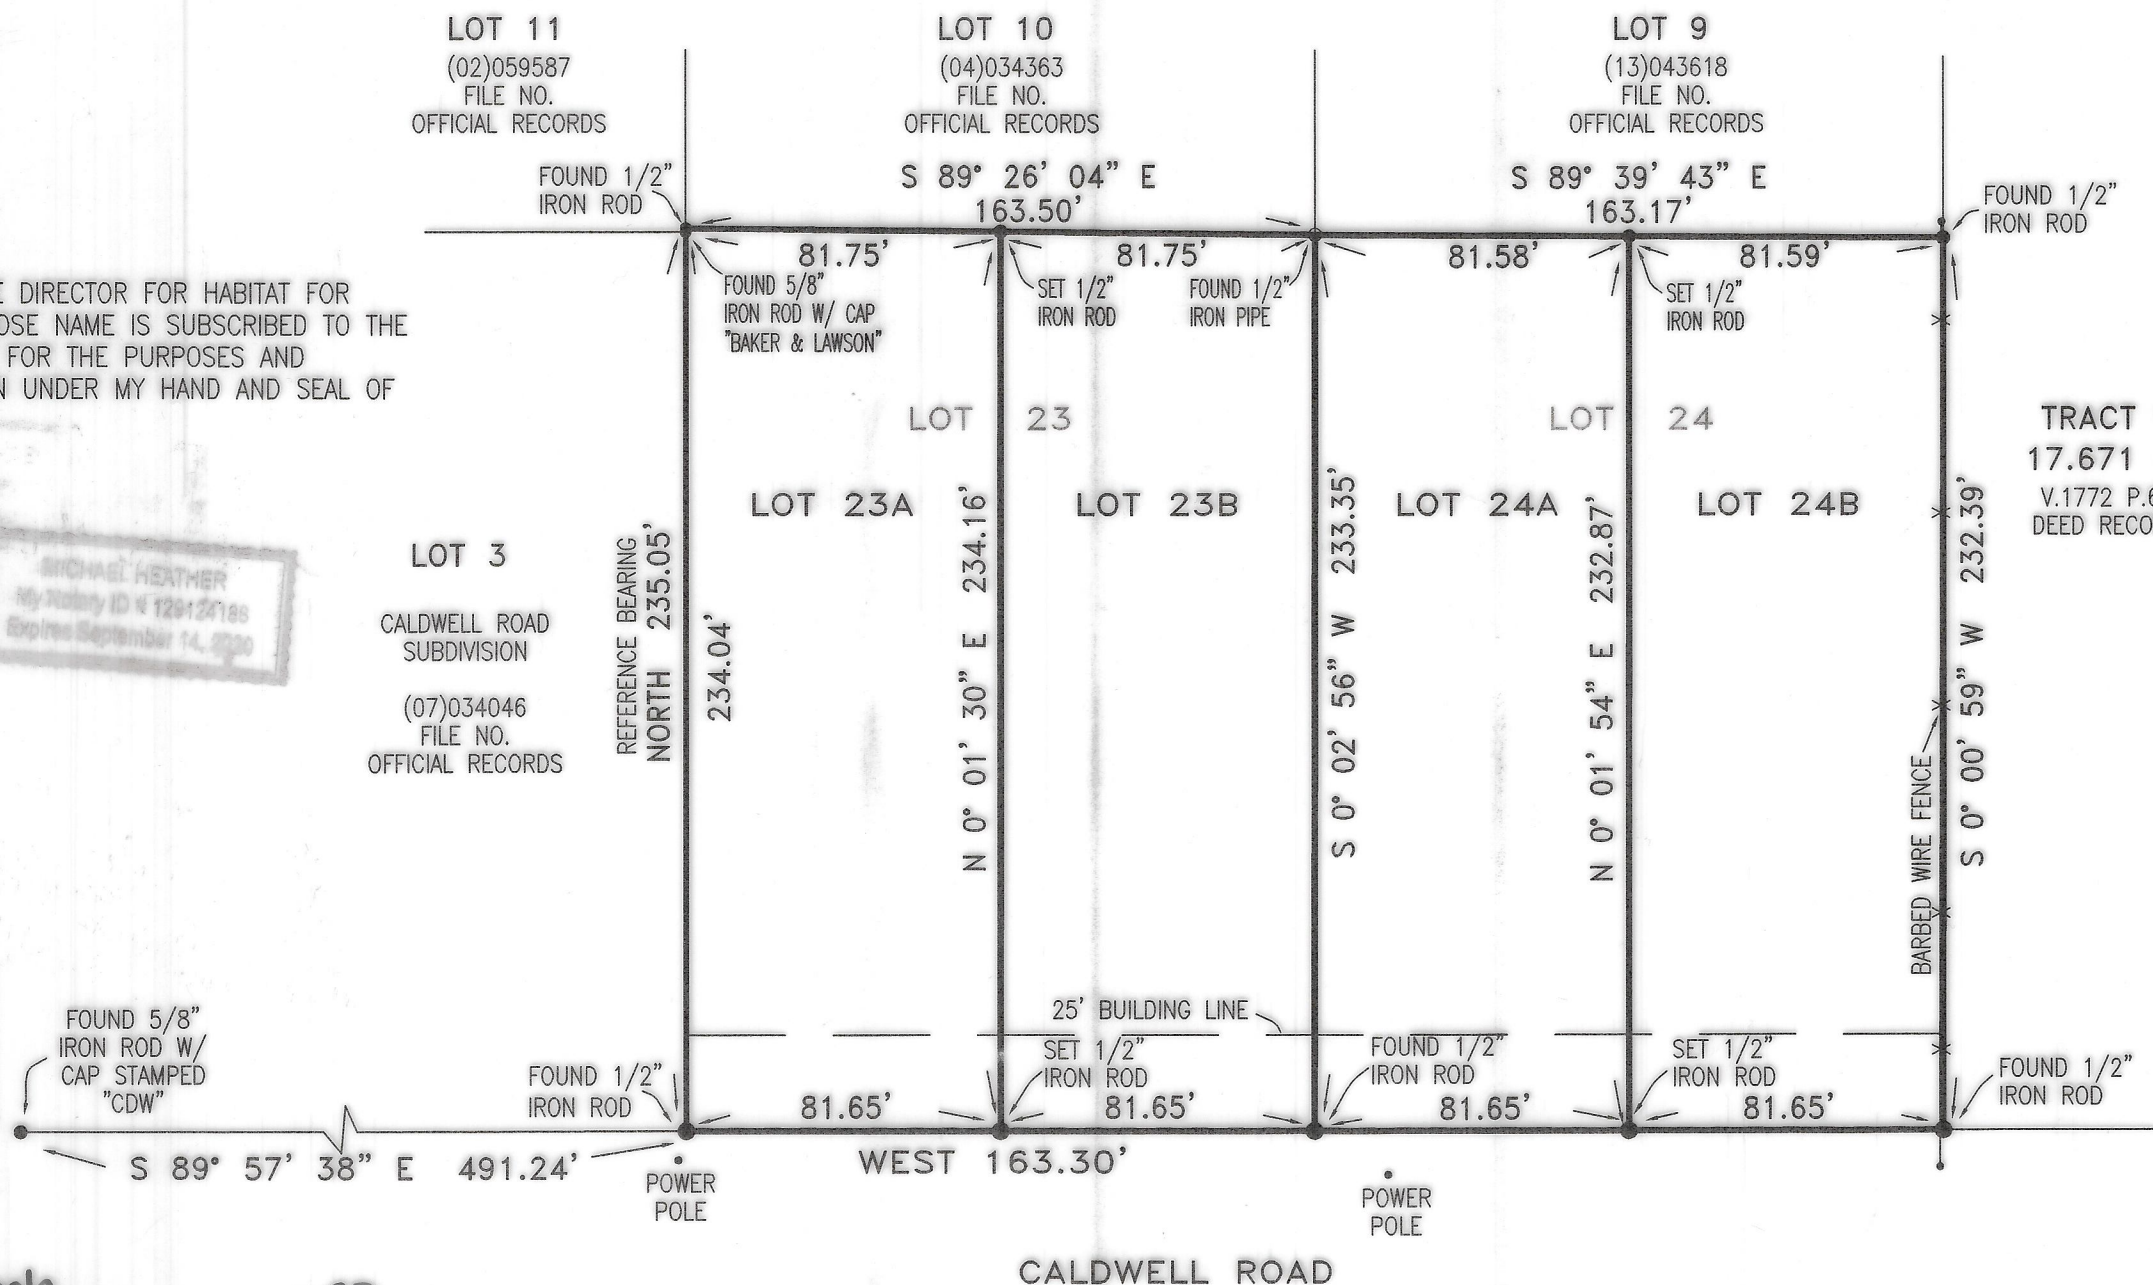 LOT 11
(02)059587
FILE NO.
OFFICIAL RECORDS
LOT 10
(04)034363
FILE NO.
OFFICIAL RECORDS
LOT 9
(13)043618
FILE NO.
OFFICIAL RECORDS
FOUND 1/2"
IRON ROD
S 89° 26' 04" E
163.50'
S 89° 39' 43" E
163.17'
FOUND 1/2"
IRON ROD
81.75'
81.75'
81.58'
81.59'
FOUND 5/8"
IRON ROD W/ CAP
"BAKER & LAWSON"
SET 1/2"
IRON ROD
FOUND 1/2"
IRON PIPE
SET 1/2"
IRON ROD
DIRECTOR FOR HABITAT FOR
NAME IS SUBSCRIBED TO THE
FOR THE PURPOSES AND
UNDER MY HAND AND SEAL OF
LOT 23
LOT 24
LOT 23A
LOT 23B
LOT 24A
LOT 24B
TRACT
17.671
V.1772
DEED
MICHAEL HEATHER
My Notary ID # 129124186
Expires September 14, 2020
LOT 3
CALDWELL ROAD
SUBDIVISION
(07)034046
FILE NO.
OFFICIAL RECORDS
REFERENCE BEARING
NORTH 235.05'
234.04'
N 0° 01' 30" E 234.16'
S 0° 02' 56" W 233.35'
N 0° 01' 54" E 232.87'
S 0° 00' 59" W 232.39'
BARBED WIRE FENCE
25' BUILDING LINE
FOUND 5/8"
IRON ROD W/
CAP STAMPED
"CDW"
FOUND 1/2"
IRON ROD
SET 1/2"
IRON ROD
FOUND 1/2"
IRON ROD
SET 1/2"
IRON ROD
FOUND 1/2"
IRON ROD
81.65'
81.65'
81.65'
81.65'
S 89° 57' 38" E 491.24'
WEST 163.30'
POWER
POLE
POWER
POLE
CALDWELL ROAD